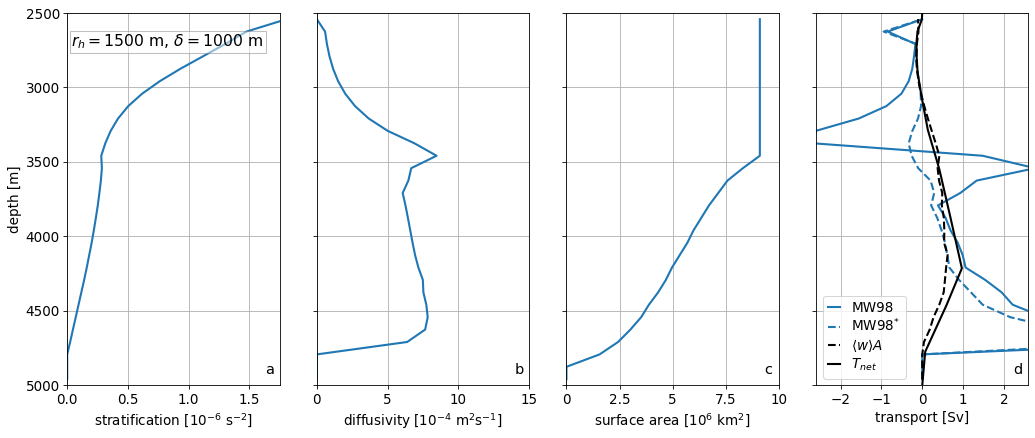 2500
3000
3500
4000
4500
5000
depth [m]
r_h = 1500 m, δ = 1000 m
a
0.0 0.5 1.0 1.5
stratification [10⁻⁶ s⁻²]
b
0 5 10 15
diffusivity [10⁻⁴ m²s⁻¹]
c
0 2.5 5 7.5 10
surface area [10⁶ km²]
MW98
MW98*
⟨w⟩A
T_net
d
−2 −1 0 1 2
transport [Sv]